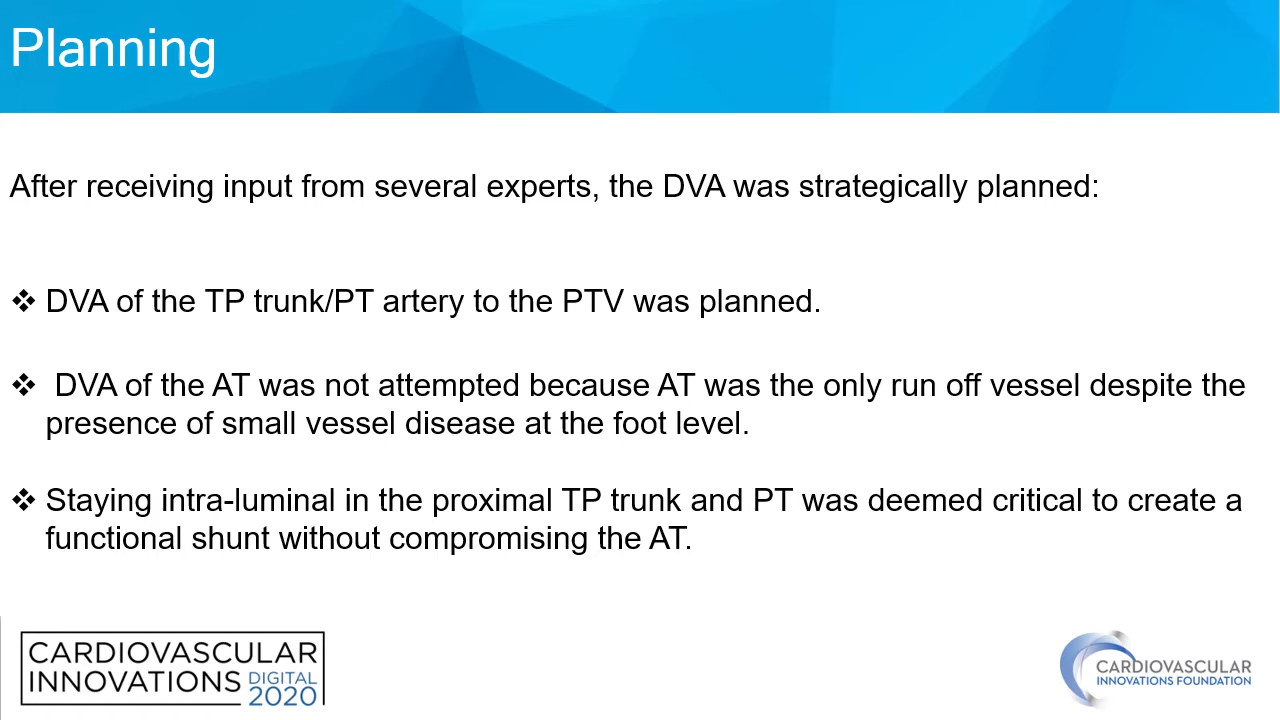 Planning
After receiving input from several experts, the DVA was strategically planned:
❖ DVA of the TP trunk/PT artery to the PTV was planned.
❖ DVA of the AT was not attempted because AT was the only run off vessel despite the
presence of small vessel disease at the foot level.
❖ Staying intra-luminal in the proximal TP trunk and PT was deemed critical to create a
functional shunt without compromising the AT.
CARDIOVASCULAR
INNOVATIONS DIGITAL 2020
CARDIOVASCULAR
INNOVATIONS FOUNDATION